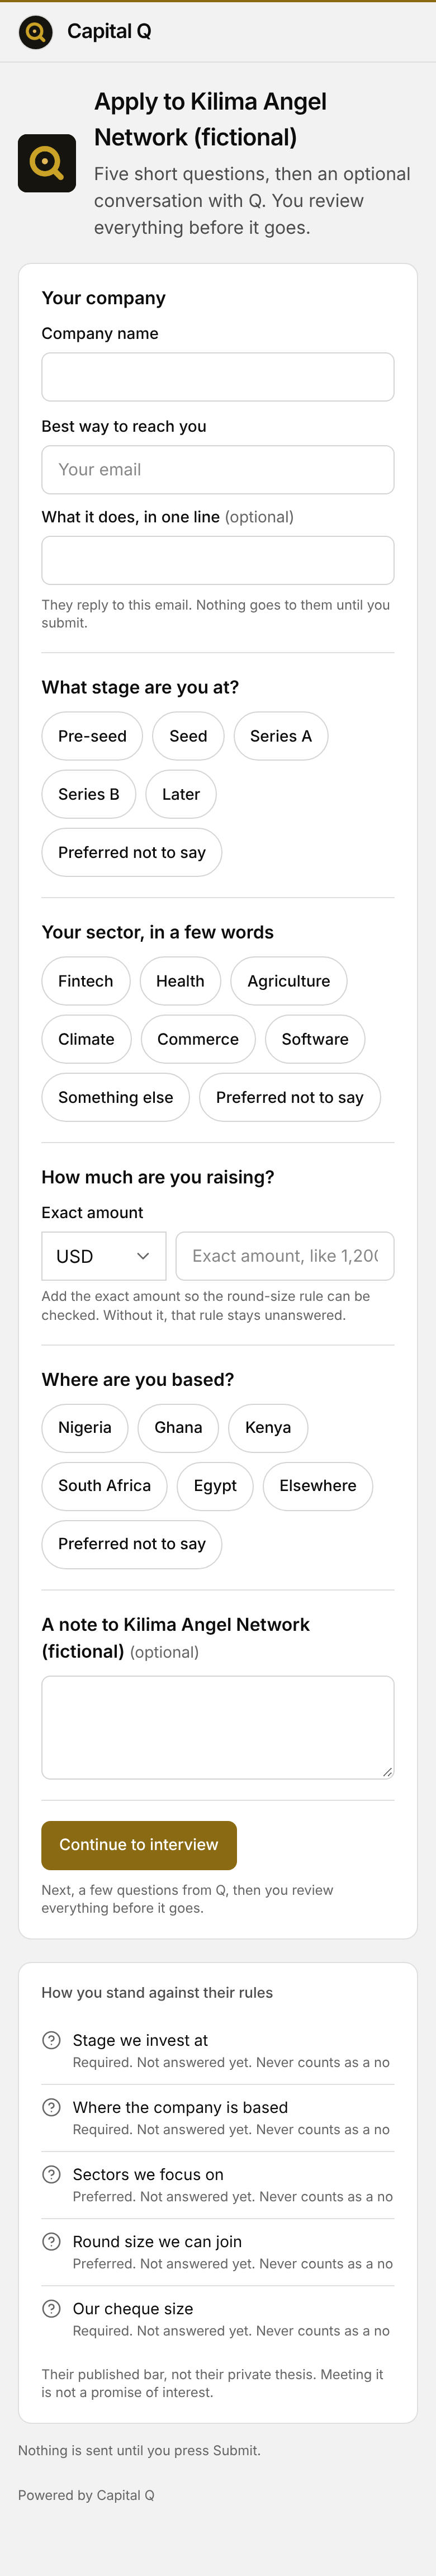 Capital Q
Apply to Kilima Angel
Network (fictional)
Five short questions, then an optional
conversation with Q. You review
everything before it goes.
Your company
Company name
Best way to reach you
Your email
What it does, in one line (optional)
They reply to this email. Nothing goes to them until you
submit.
What stage are you at?
Pre-seed Seed Series A
Series B Later
Preferred not to say
Your sector, in a few words
Fintech Health Agriculture
Climate Commerce Software
Something else Preferred not to say
How much are you raising?
Exact amount
USD Exact amount, like 1,20
Add the exact amount so the round-size rule can be
checked. Without it, that rule stays unanswered.
Where are you based?
Nigeria Ghana Kenya
South Africa Egypt Elsewhere
Preferred not to say
A note to Kilima Angel Network
(fictional) (optional)
Continue to interview
Next, a few questions from Q, then you review
everything before it goes.
How you stand against their rules
Stage we invest at
Required. Not answered yet. Never counts as a no
Where the company is based
Required. Not answered yet. Never counts as a no
Sectors we focus on
Preferred. Not answered yet. Never counts as a no
Round size we can join
Preferred. Not answered yet. Never counts as a no
Our cheque size
Required. Not answered yet. Never counts as a no
Their published bar, not their private thesis. Meeting it
is not a promise of interest.
Nothing is sent until you press Submit.
Powered by Capital Q